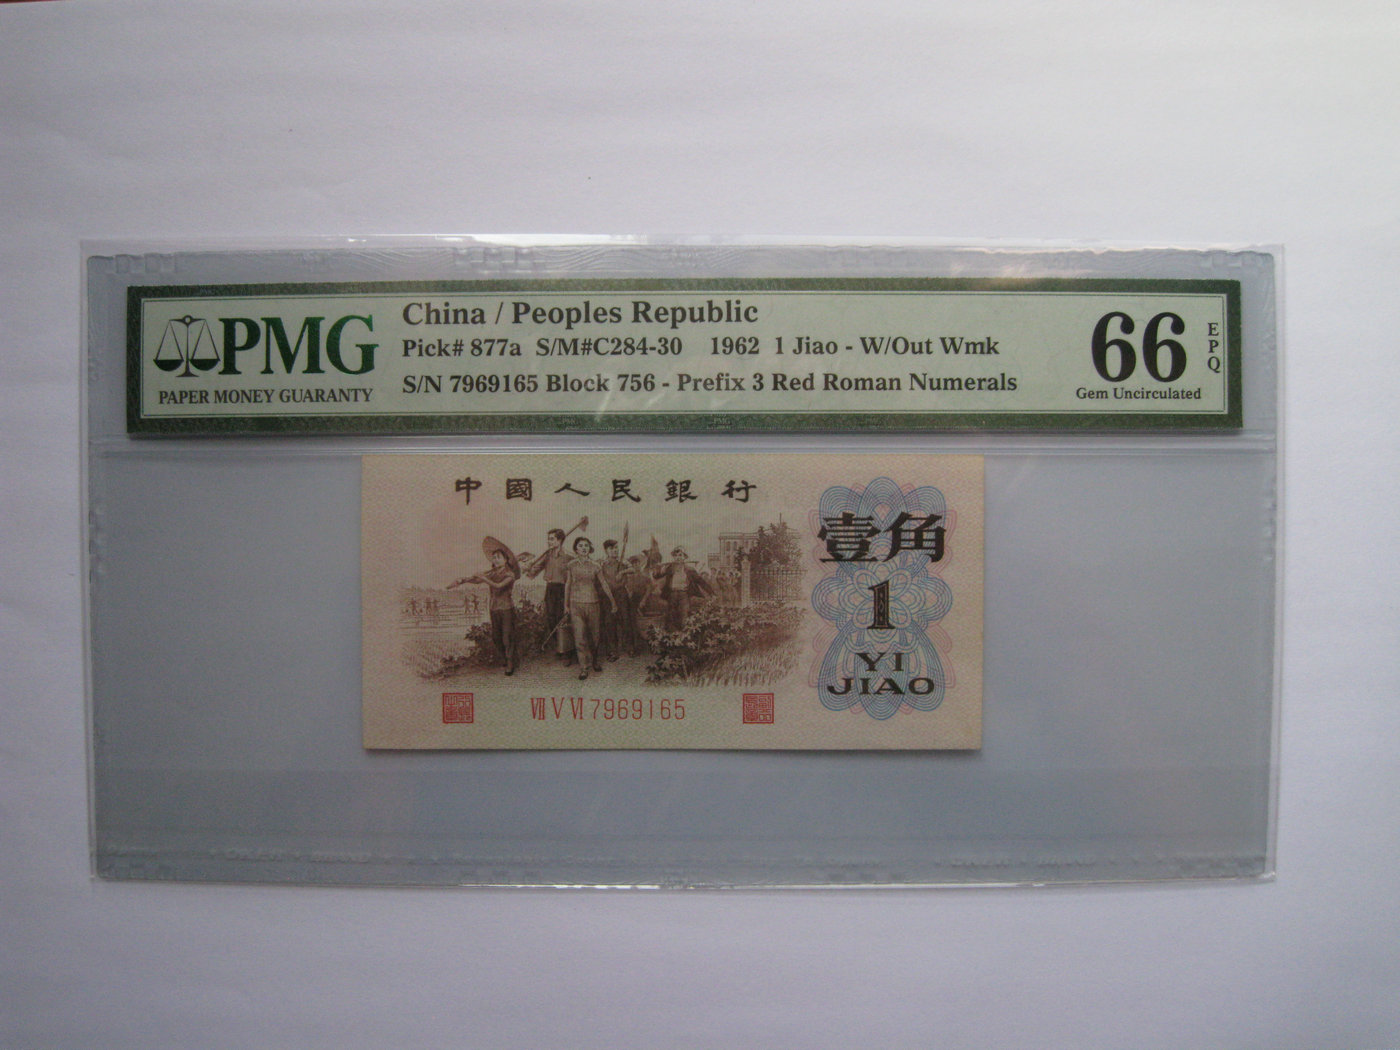 PMG
PAPER MONEY GUARANTY
China / Peoples Republic
Pick# 877a S/M#C284-30 1962 1 Jiao - W/Out Wmk
S/N 7969165 Block 756 - Prefix 3 Red Roman Numerals
66
EPQ
Gem Uncirculated
中國人民銀行
壹角
1
YI
JIAO
Ⅶ Ⅴ Ⅵ 7969165